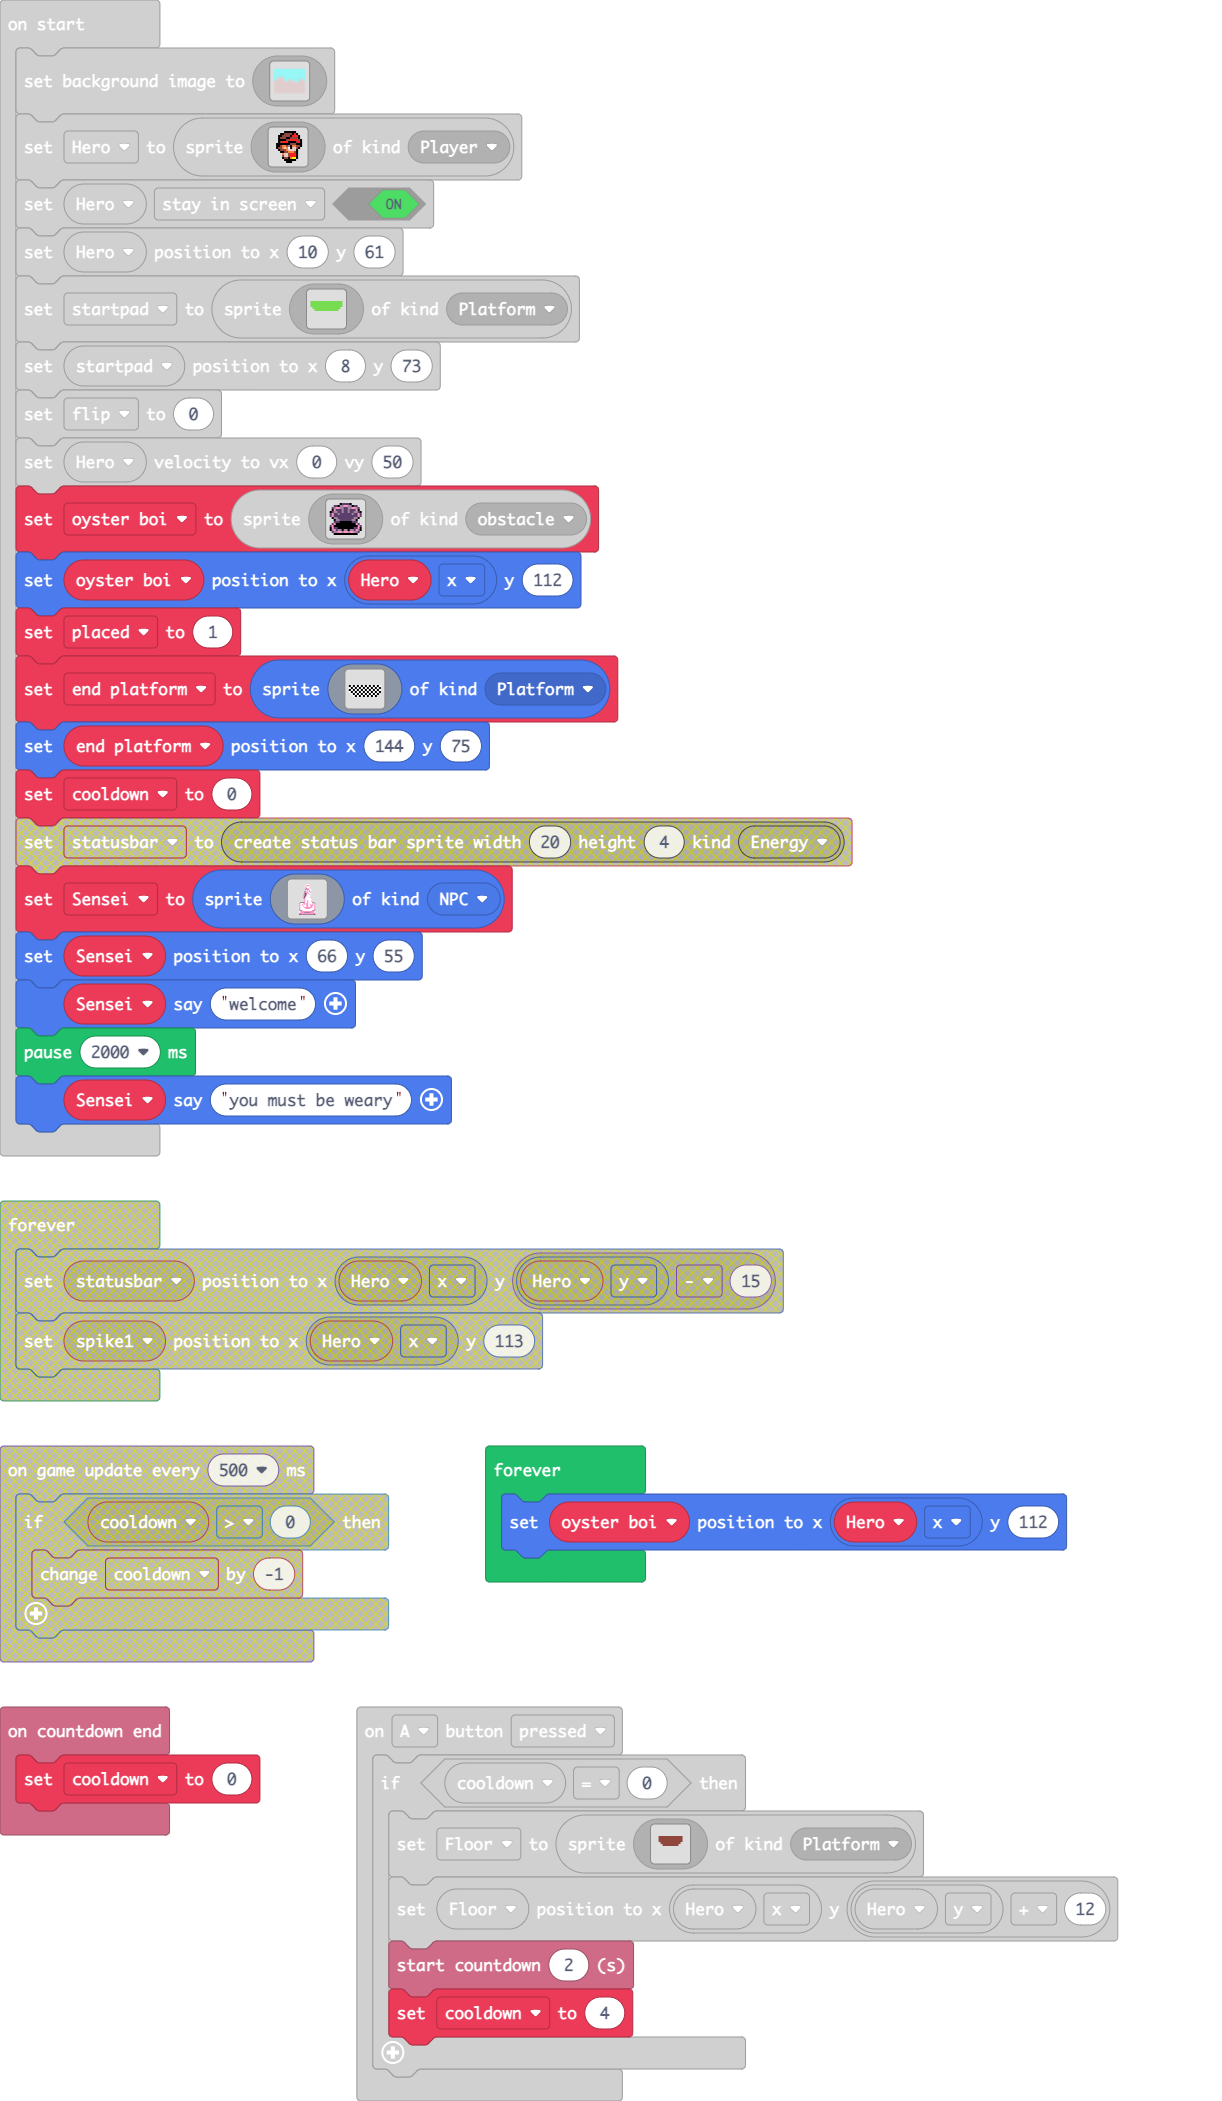 on start
set background image to
set Hero to sprite of kind Player
set Hero stay in screen ON
set Hero position to x 10 y 61
set startpad to sprite of kind Platform
set startpad position to x 8 y 73
set flip to 0
set Hero velocity to vx 0 vy 50
set oyster boi to sprite of kind obstacle
set oyster boi position to x Hero x y 112
set placed to 1
set end platform to sprite of kind Platform
set end platform position to x 144 y 75
set cooldown to 0
set statusbar to create status bar sprite width 20 height 4 kind Energy
set Sensei to sprite of kind NPC
set Sensei position to x 66 y 55
Sensei say "welcome"
pause 2000 ms
Sensei say "you must be weary"
forever
set statusbar position to x Hero x y Hero y - 15
set spike1 position to x Hero x y 113
on game update every 500 ms
if cooldown > 0 then
change cooldown by -1
forever
set oyster boi position to x Hero x y 112
on countdown end
set cooldown to 0
on A button pressed
if cooldown = 0 then
set Floor to sprite of kind Platform
set Floor position to x Hero x y Hero y + 12
start countdown 2 (s)
set cooldown to 4